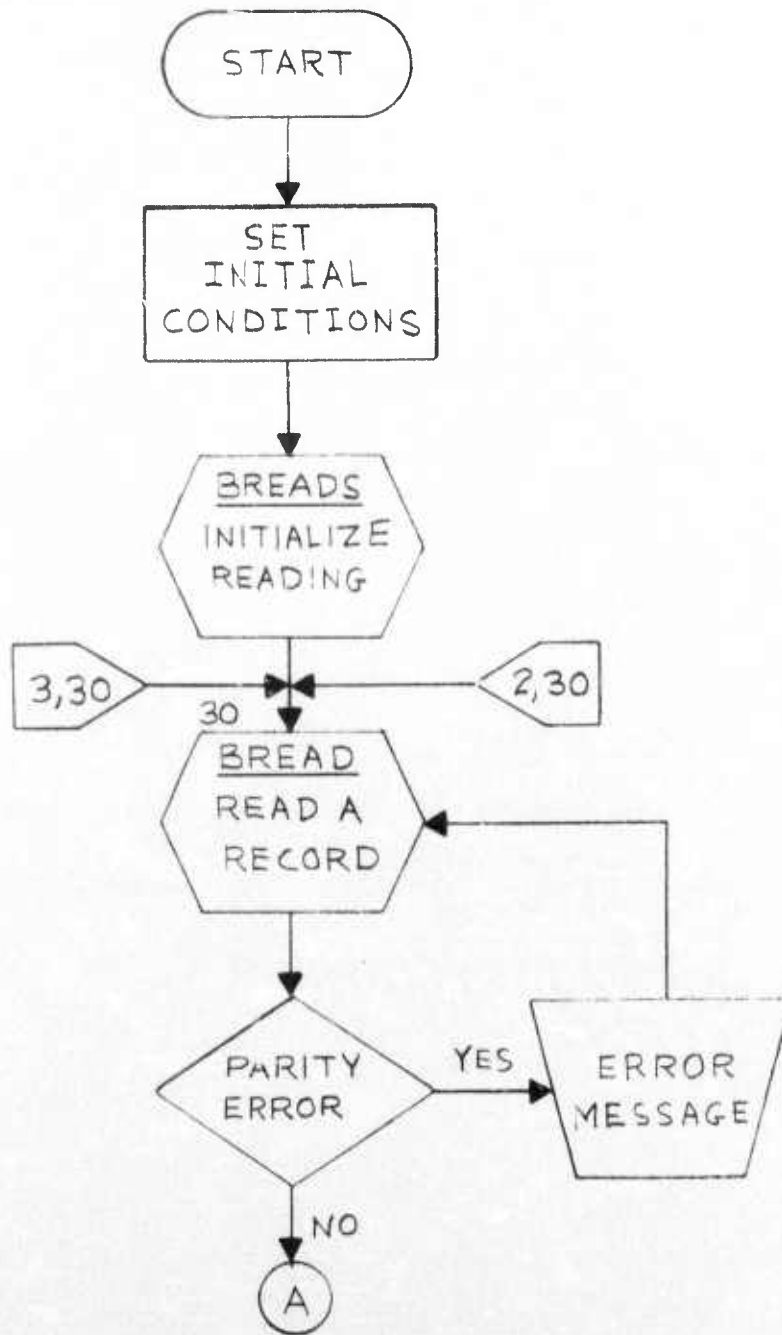 START
SET
INITIAL
CONDITIONS
BREADS
INITIALIZE
READING
3,30
2,30
30
BREAD
READ A
RECORD
PARITY
ERROR
YES
ERROR
MESSAGE
NO
A